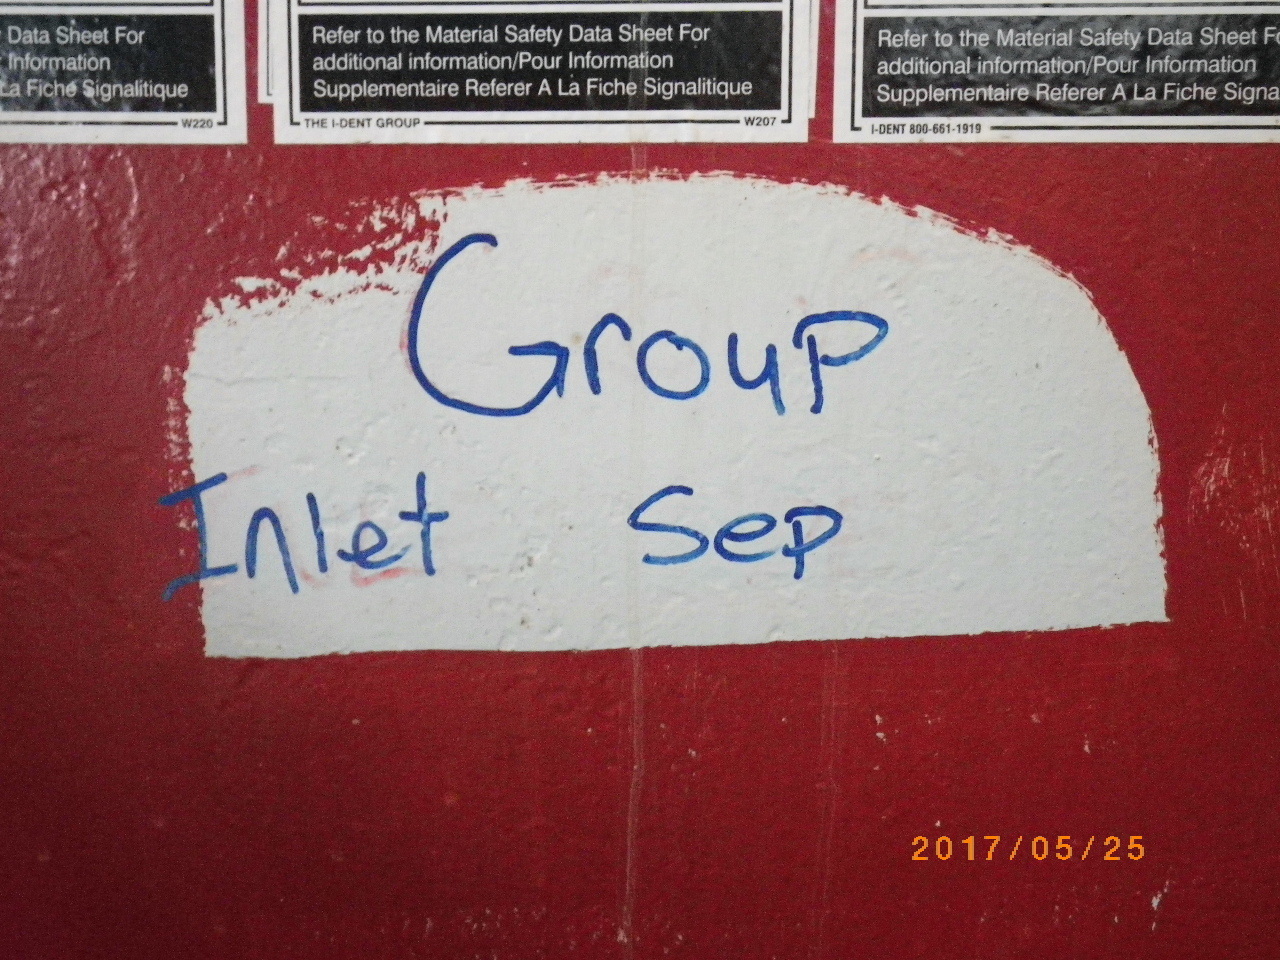 Data Sheet For
Information
La Fiche Signalitique
W220
Refer to the Material Safety Data Sheet For
additional information/Pour Information
Supplementaire Referer A La Fiche Signalitique
THE I-DENT GROUP
W207
Refer to the Material Safety Data Sheet
additional information/Pour Information
Supplementaire Referer A La Fiche
I-DENT 800-661-1919
Group
Inlet Sep
2017/05/25